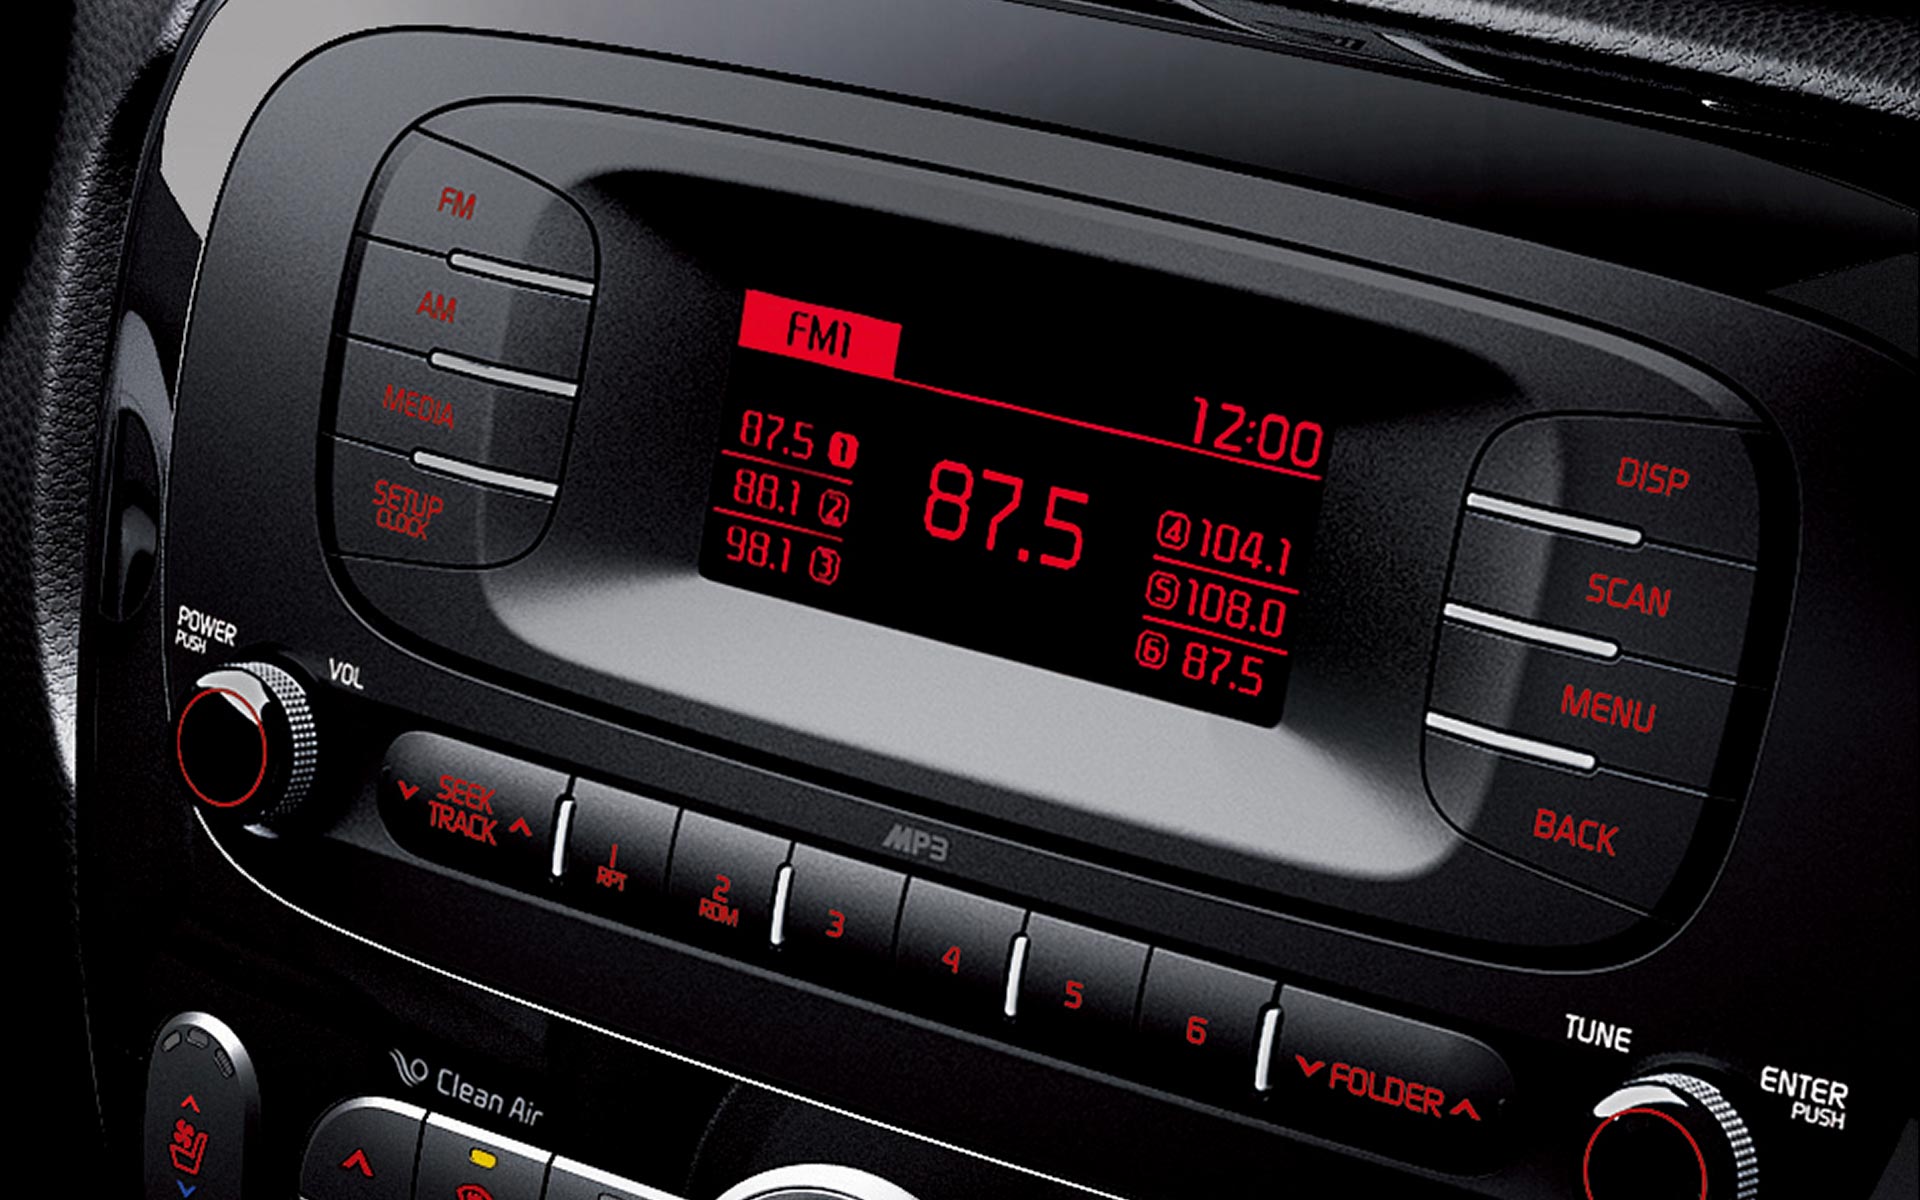 FM
AM
MEDIA
SETUP
CLOCK
FM1
12:00
87.5 1
88.1 2
98.1 3
87.5
4 104.1
5 108.0
6 87.5
DISP
SCAN
MENU
BACK
POWER
PUSH
VOL
SEEK
TRACK
1
RPT
2
RDM
3
4
5
6
FOLDER
MP3
TUNE
ENTER
PUSH
Clean Air